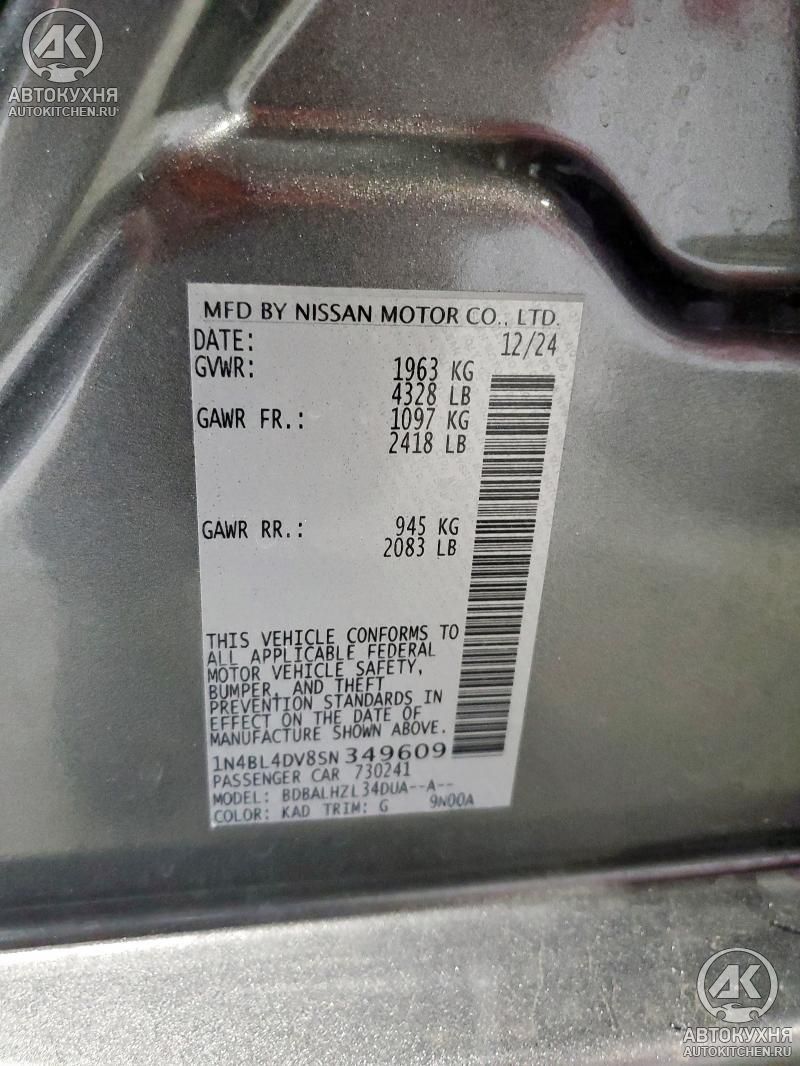 AK
АВТОКУХНЯ
AUTOKITCHEN.RU
MFD BY NISSAN MOTOR CO., LTD.
DATE: 12/24
GVWR: 1963 KG
4328 LB
GAWR FR.: 1097 KG
2418 LB
GAWR RR.: 945 KG
2083 LB
THIS VEHICLE CONFORMS TO
ALL APPLICABLE FEDERAL
MOTOR VEHICLE SAFETY,
BUMPER, AND THEFT
PREVENTION STANDARDS IN
EFFECT ON THE DATE OF
MANUFACTURE SHOWN ABOVE.
1N4BL4DV8SN349609
PASSENGER CAR 730241
MODEL: BDBALHZL34DUA--A--
COLOR: KAD TRIM: G 9N00A
AK
АВТОКУХНЯ
AUTOKITCHEN.RU